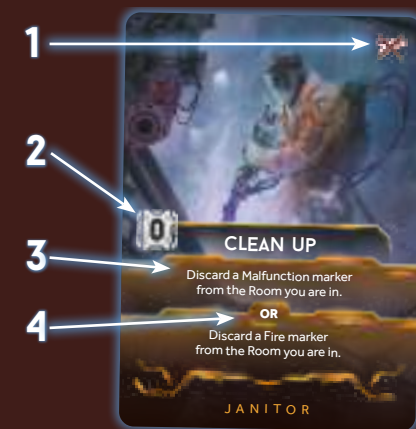 1
2
0
CLEAN UP
3
Discard a Malfunction marker
from the Room you are in.
4
OR
Discard a Fire marker
from the Room you are in.
JANITOR